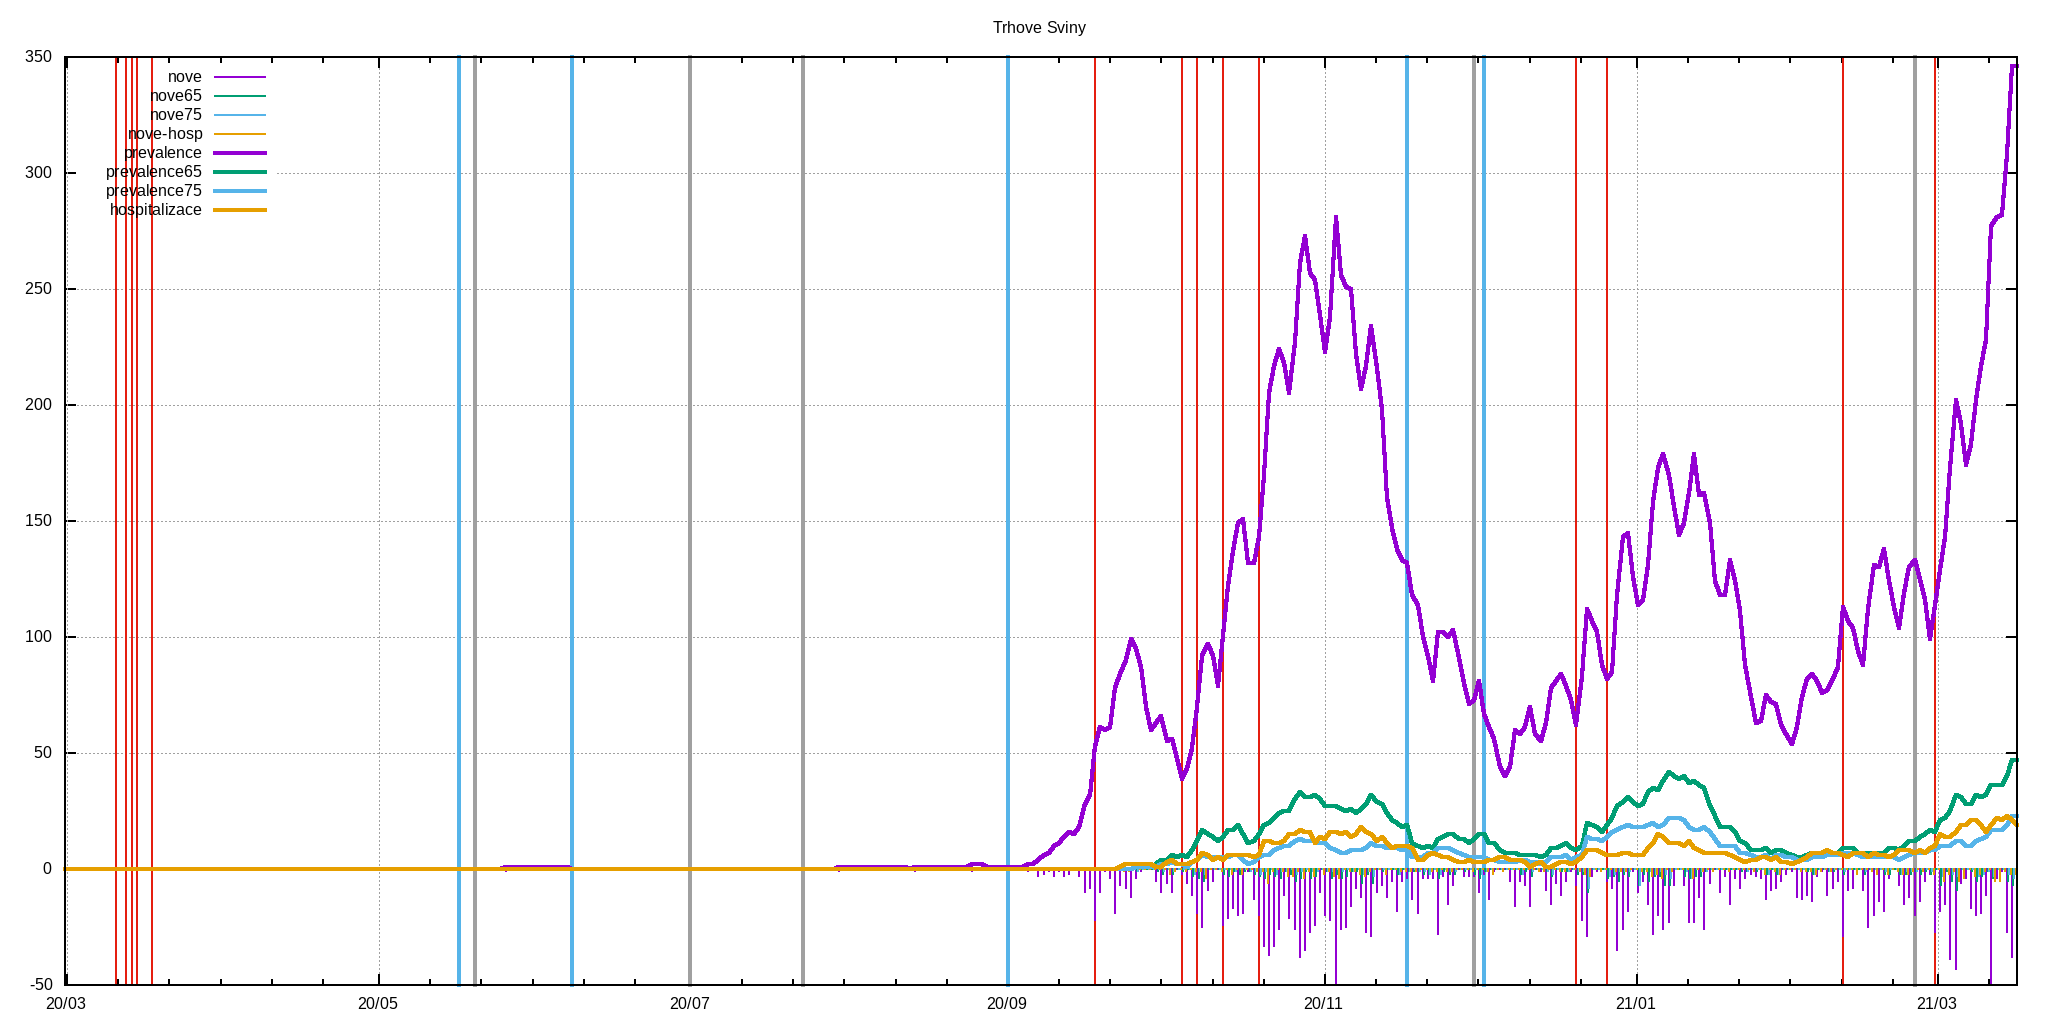 Trhove Sviny
350
300
250
200
150
100
50
0
-50
nove
nove65
nove75
nove-hosp
prevalence
prevalence65
prevalence75
hospitalizace
20/03 20/05 20/07 20/09 20/11 21/01 21/03